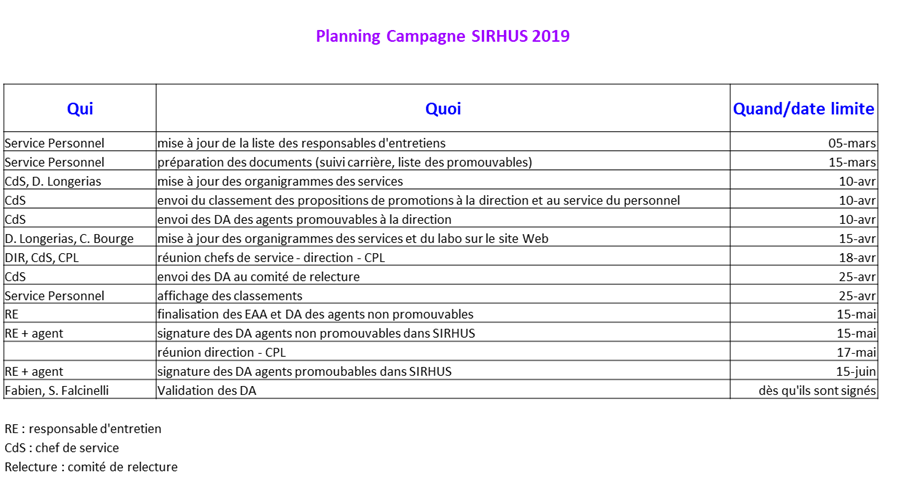 Planning Campagne SIRHUS 2019
Qui Quoi Quand/date limite
Service Personnel mise à jour de la liste des responsables d'entretiens 05-mars
Service Personnel préparation des documents (suivi carrière, liste des promouvables) 15-mars
CdS, D. Longerias mise à jour des organigrammes des services 10-avr
CdS envoi du classement des propositions de promotions à la direction et au service du personnel 10-avr
CdS envoi des DA des agents promouvables à la direction 10-avr
D. Longerias, C. Bourge mise à jour des organigrammes des services et du labo sur le site Web 15-avr
DIR, CdS, CPL réunion chefs de service - direction - CPL 18-avr
CdS envoi des DA au comité de relecture 25-avr
Service Personnel affichage des classements 25-avr
RE finalisation des EAA et DA des agents non promouvables 15-mai
RE + agent signature des DA agents non promouvables dans SIRHUS 15-mai
réunion direction - CPL 17-mai
RE + agent signature des DA agents promoubables dans SIRHUS 15-juin
Fabien, S. Falcinelli Validation des DA dès qu'ils sont signés
RE : responsable d'entretien
CdS : chef de service
Relecture : comité de relecture